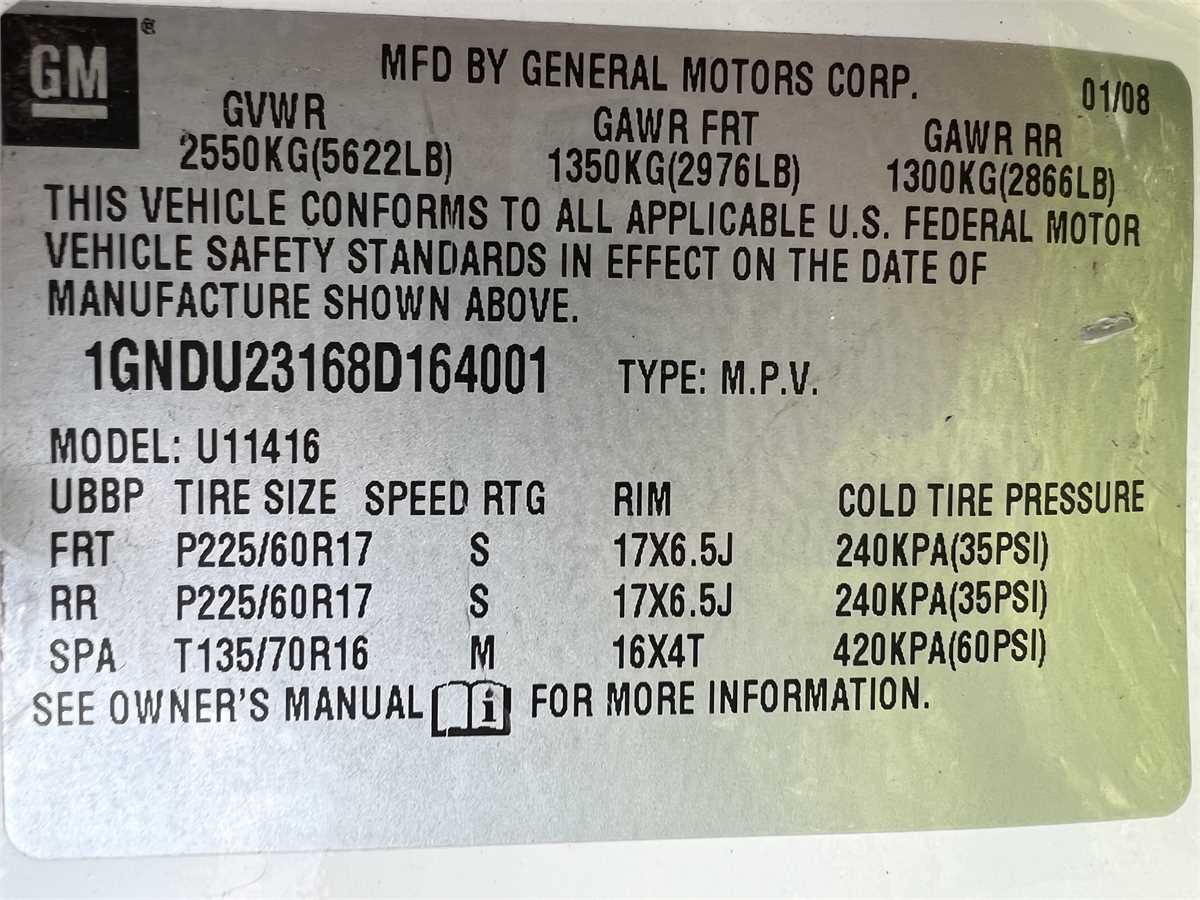 GM ®
MFD BY GENERAL MOTORS CORP.
01/08
GVWR GAWR FRT GAWR RR
2550KG(5622LB) 1350KG(2976LB) 1300KG(2866LB)
THIS VEHICLE CONFORMS TO ALL APPLICABLE U.S. FEDERAL MOTOR
VEHICLE SAFETY STANDARDS IN EFFECT ON THE DATE OF
MANUFACTURE SHOWN ABOVE.
1GNDU23168D164001 TYPE: M.P.V.
MODEL: U11416
UBBP TIRE SIZE SPEED RTG RIM COLD TIRE PRESSURE
FRT P225/60R17 S 17X6.5J 240KPA(35PSI)
RR P225/60R17 S 17X6.5J 240KPA(35PSI)
SPA T135/70R16 M 16X4T 420KPA(60PSI)
SEE OWNER'S MANUAL i FOR MORE INFORMATION.